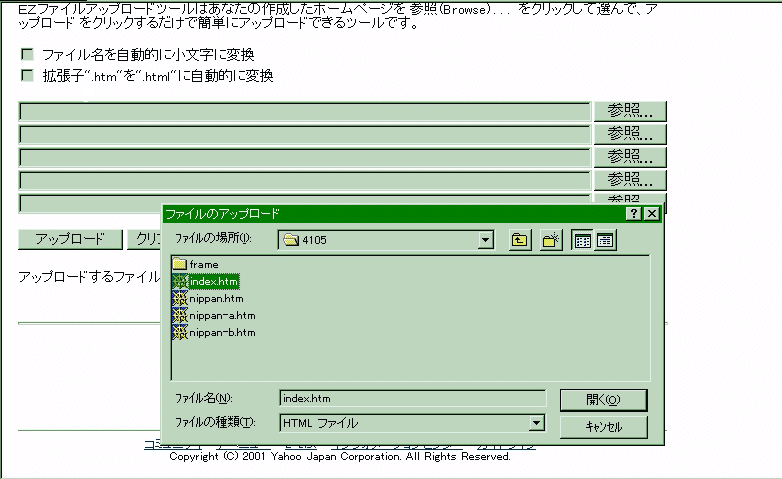 EZファイルアップロードツールはあなたの作成したホームページを 参照(Browse)... をクリックして選んで、ア
ップロード をクリックするだけで簡単にアップロードできるツールです。
ファイル名を自動的に小文字に変換
拡張子“.htm“を“.html“に自動的に変換
参照...
参照...
参照...
参照...
ファイルのアップロード
アップロード
クリ
ファイルの場所(I):
4105
アップロードするファイル
frame
index.htm
nippan.htm
nippan-a.htm
nippan-b.htm
ファイル名(N):
index.htm
開く(O)
ファイルの種類(T):
HTML ファイル
キャンセル
Copyright (C) 2001 Yahoo Japan Corporation. All Rights Reserved.